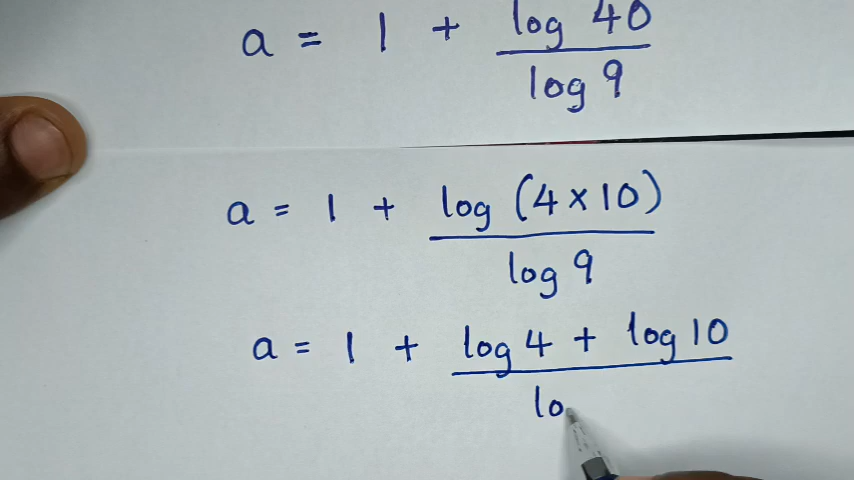 a = 1 + log 40 / log 9
a = 1 + log (4 × 10) / log 9
a = 1 + log 4 + log 10 / lo